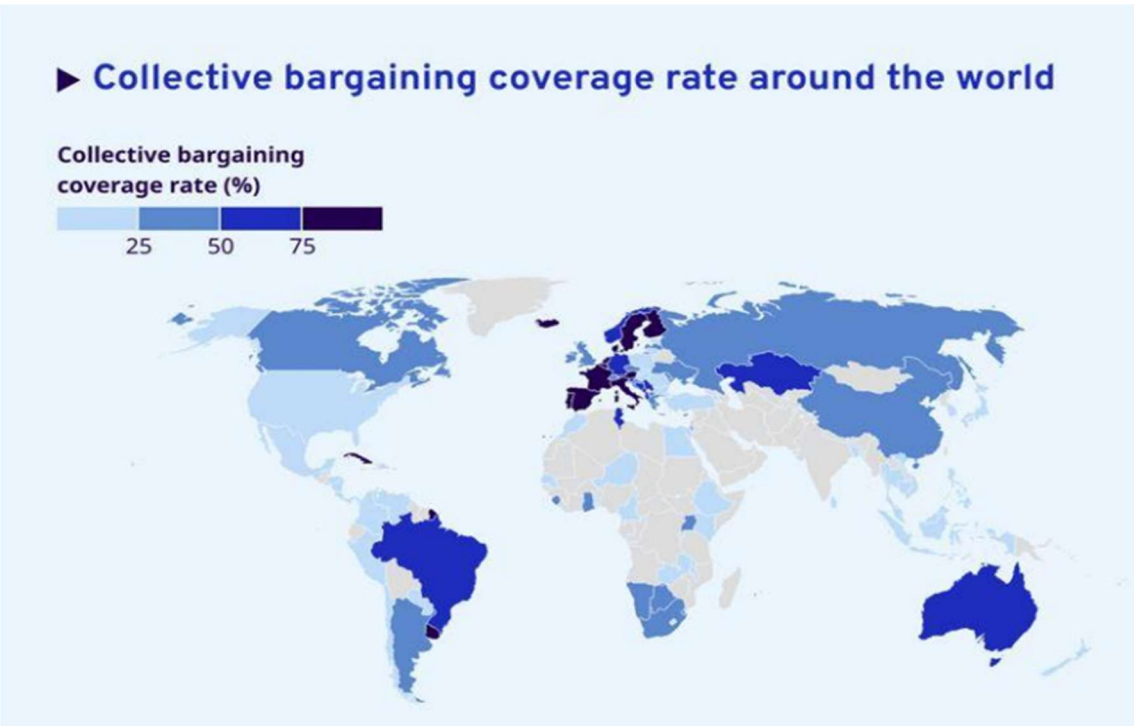 Collective bargaining coverage rate around the world
Collective bargaining
coverage rate (%)
25 50 75